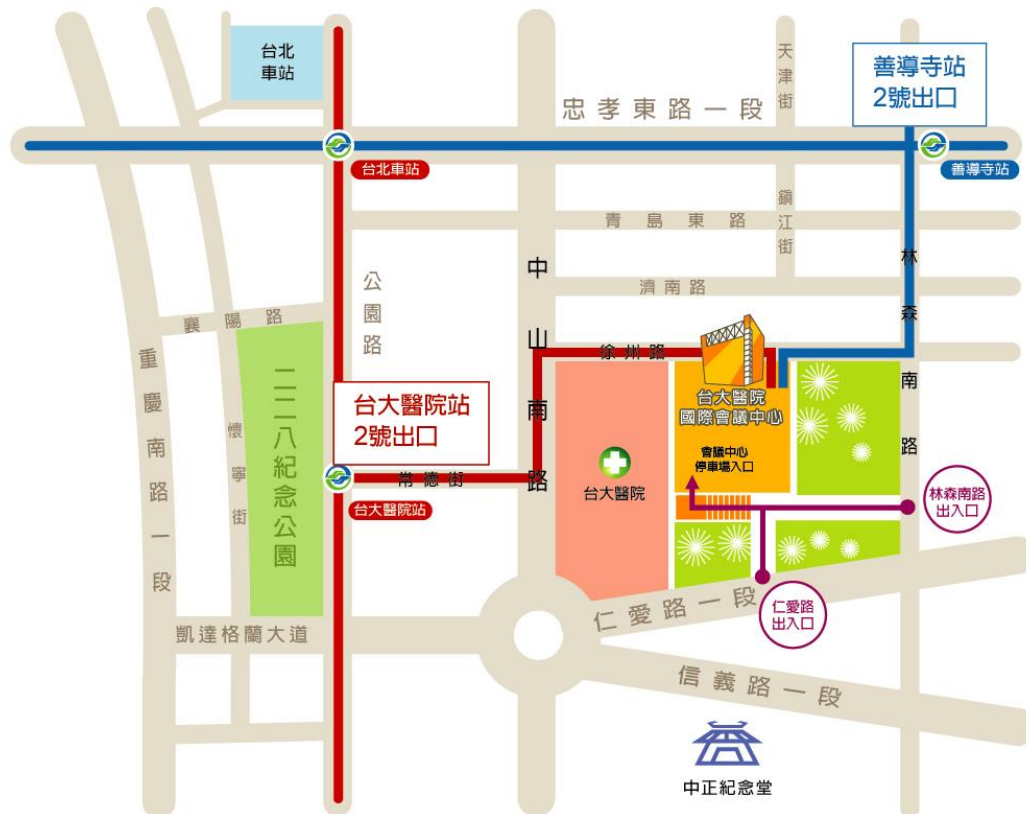 台北
車站
天津街
善導寺站
2號出口
忠孝東路一段
台北車站
善導寺站
青島東路
鎮江街
公園路
中山南路
濟南路
林森南路
襄陽路
徐州路
重慶南路一段
懷寧街
二二八紀念公園
台大醫院站
2號出口
台大醫院
國際會議中心
會議中心
停車場入口
常德街
台大醫院
台大醫院站
林森南路
出入口
仁愛路一段
仁愛路
出入口
凱達格蘭大道
信義路一段
中正紀念堂